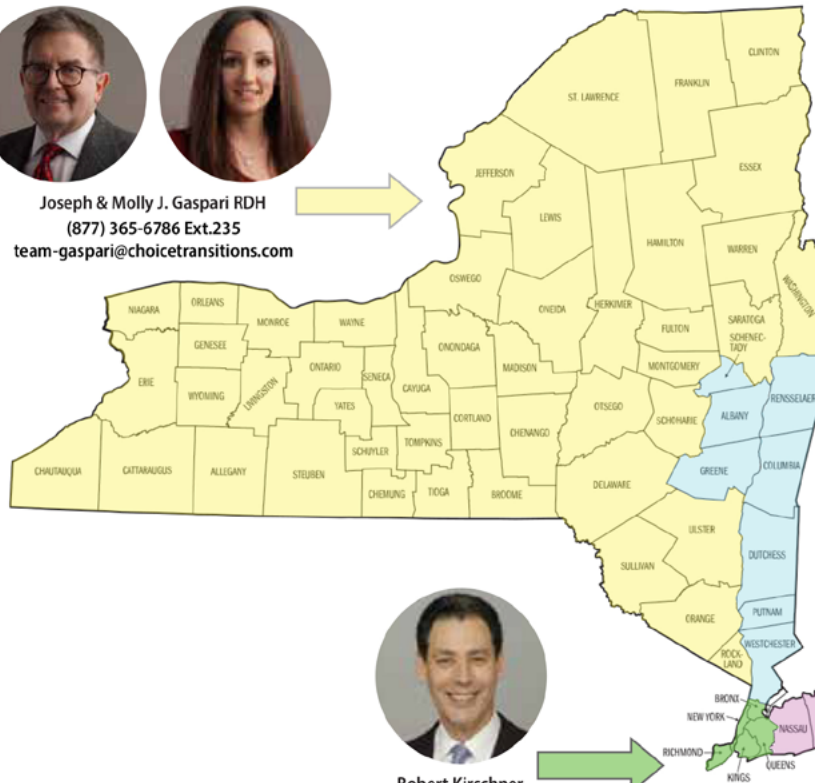 Joseph & Molly J. Gaspari RDH
(877) 365-6786 Ext.235
team-gaspari@choicetransitions.com
CLINTON
FRANKLIN
ST. LAWRENCE
ESSEX
JEFFERSON
LEWIS
HAMILTON
WARREN
WASHINGTON
OSWEGO
ONEIDA
HERKIMER
NIAGARA
ORLEANS
MONROE
WAYNE
FULTON
SARATOGA
SCHENEC-
TADY
GENESEE
ONTARIO
SENECA
CAYUGA
ONONDAGA
MADISON
MONTGOMERY
ERIE
WYOMING
LIVINGSTON
YATES
CORTLAND
CHENANGO
OTSEGO
SCHOHARIE
ALBANY
RENSSELAER
SCHUYLER
TOMPKINS
CHAUTAUQUA
CATTARAUGUS
ALLEGANY
STEUBEN
CHEMUNG
TIOGA
BROOME
DELAWARE
GREENE
COLUMBIA
ULSTER
DUTCHESS
SULLIVAN
ORANGE
PUTNAM
ROCK-
LAND
WESTCHESTER
BRONX
NEW YORK
NASSAU
RICHMOND
QUEENS
KINGS
Robert Kirschner